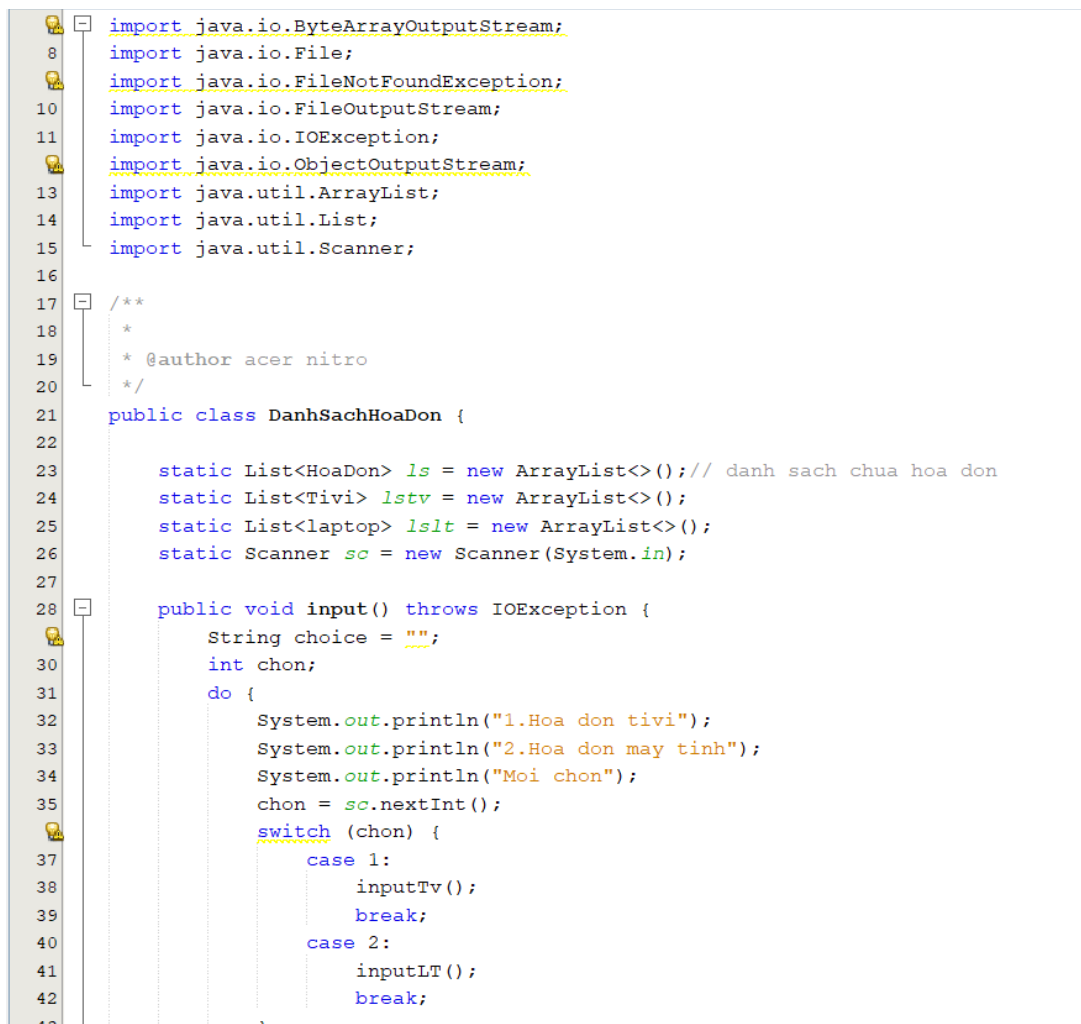 import java.io.ByteArrayOutputStream;
8 import java.io.File;
import java.io.FileNotFoundException;
10 import java.io.FileOutputStream;
11 import java.io.IOException;
import java.io.ObjectOutputStream;
13 import java.util.ArrayList;
14 import java.util.List;
15 import java.util.Scanner;
16
17 /**
18 *
19 * @author acer nitro
20 */
21 public class DanhSachHoaDon {
22
23 static List<HoaDon> ls = new ArrayList<>();// danh sach chua hoa don
24 static List<Tivi> lstv = new ArrayList<>();
25 static List<laptop> lslt = new ArrayList<>();
26 static Scanner sc = new Scanner(System.in);
27
28 public void input() throws IOException {
String choice = "";
30 int chon;
31 do {
32 System.out.println("1.Hoa don tivi");
33 System.out.println("2.Hoa don may tinh");
34 System.out.println("Moi chon");
35 chon = sc.nextInt();
switch (chon) {
37 case 1:
38 inputTv();
39 break;
40 case 2:
41 inputLT();
42 break;